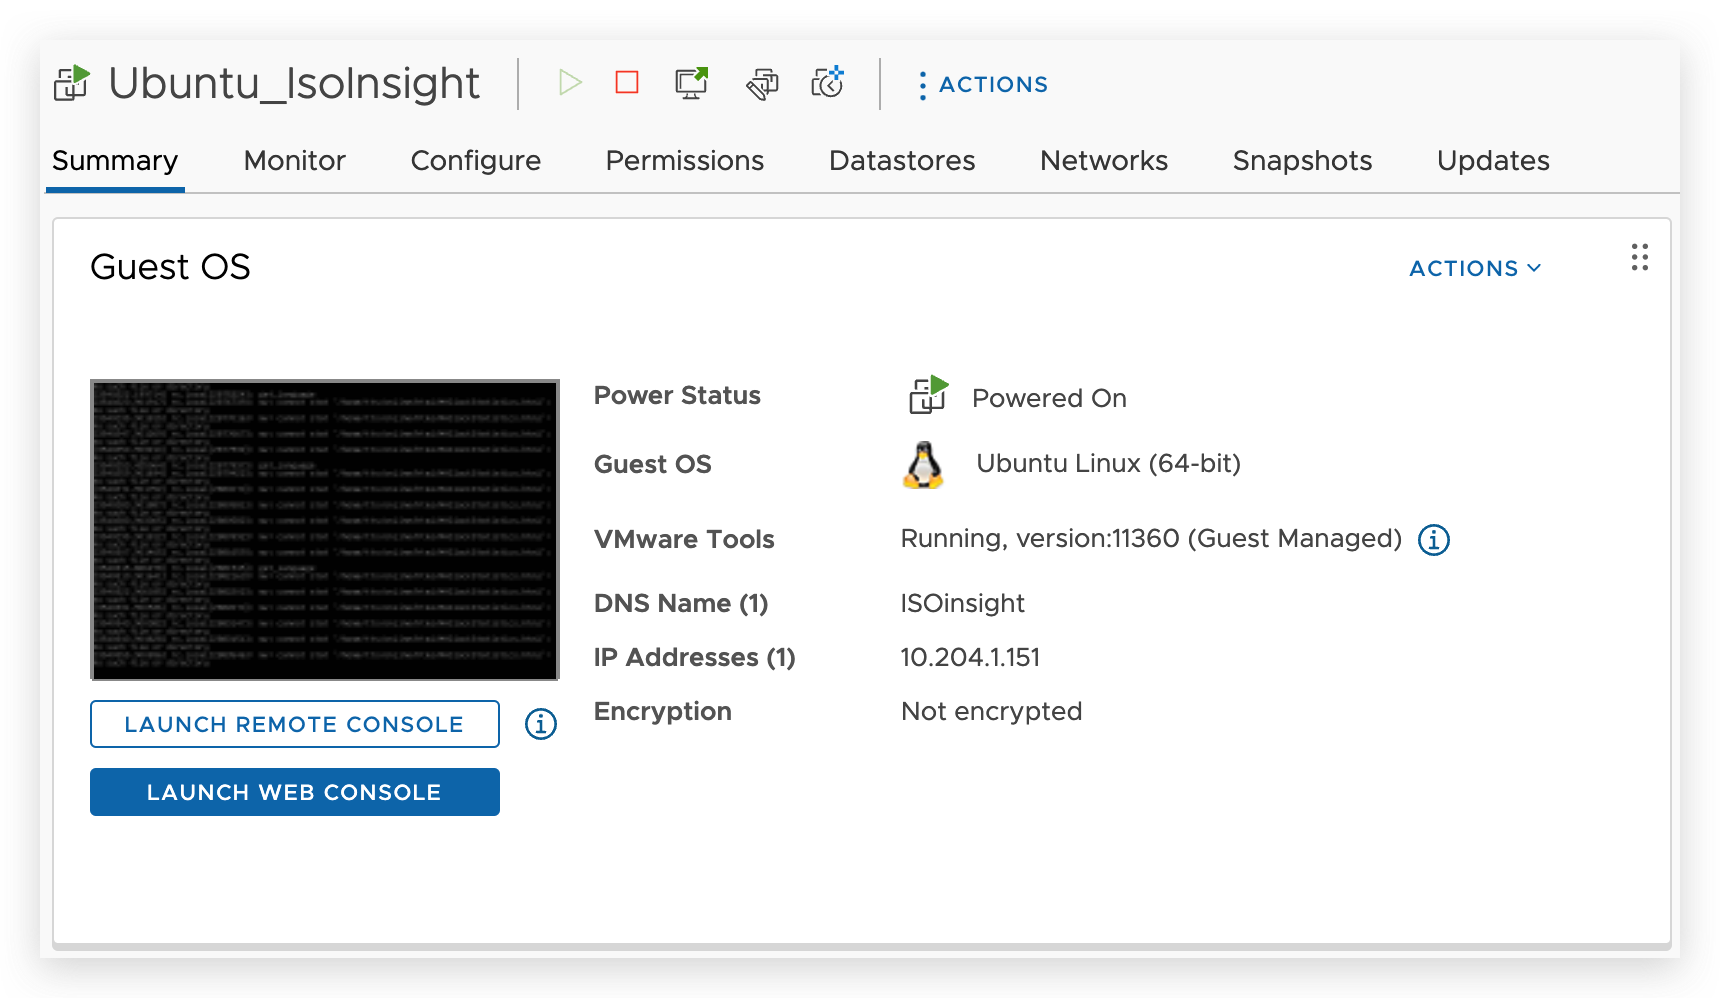 Ubuntu_IsoInsight
ACTIONS
Summary Monitor Configure Permissions Datastores Networks Snapshots Updates
Guest OS
ACTIONS
Power Status Powered On
Guest OS Ubuntu Linux (64-bit)
VMware Tools Running, version:11360 (Guest Managed)
DNS Name (1) ISOinsight
IP Addresses (1) 10.204.1.151
Encryption Not encrypted
LAUNCH REMOTE CONSOLE
LAUNCH WEB CONSOLE